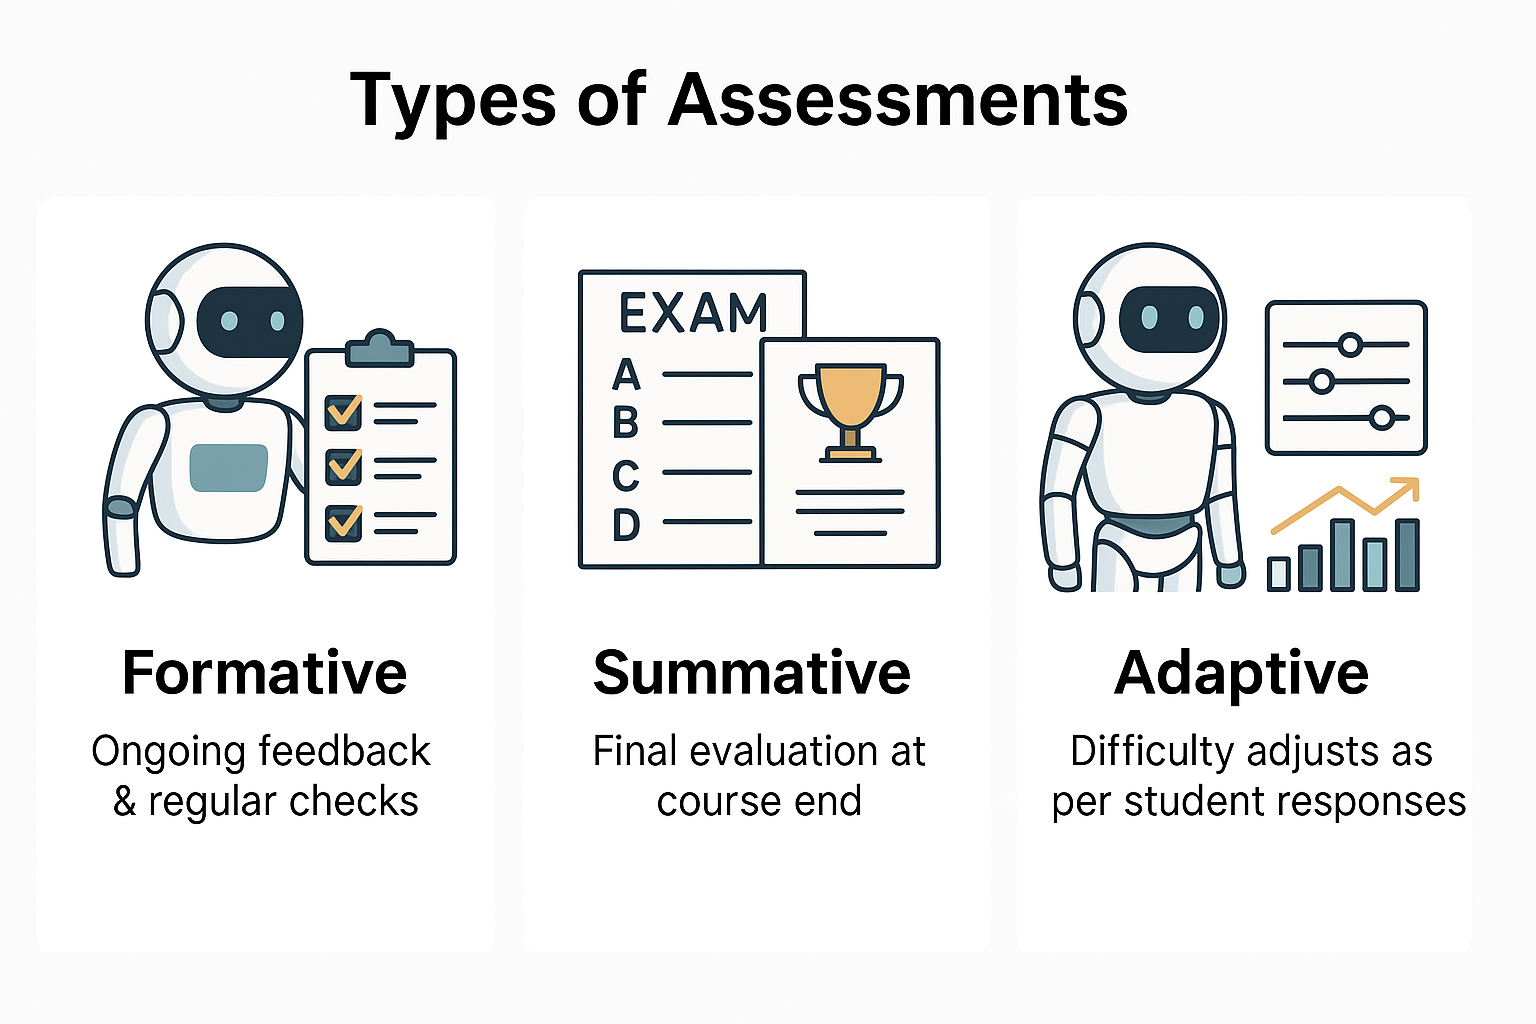 Types of Assessments
EXAM
A
B
C
D
Formative
Ongoing feedback
& regular checks
Summative
Final evaluation at
course end
Adaptive
Difficulty adjusts as
per student responses